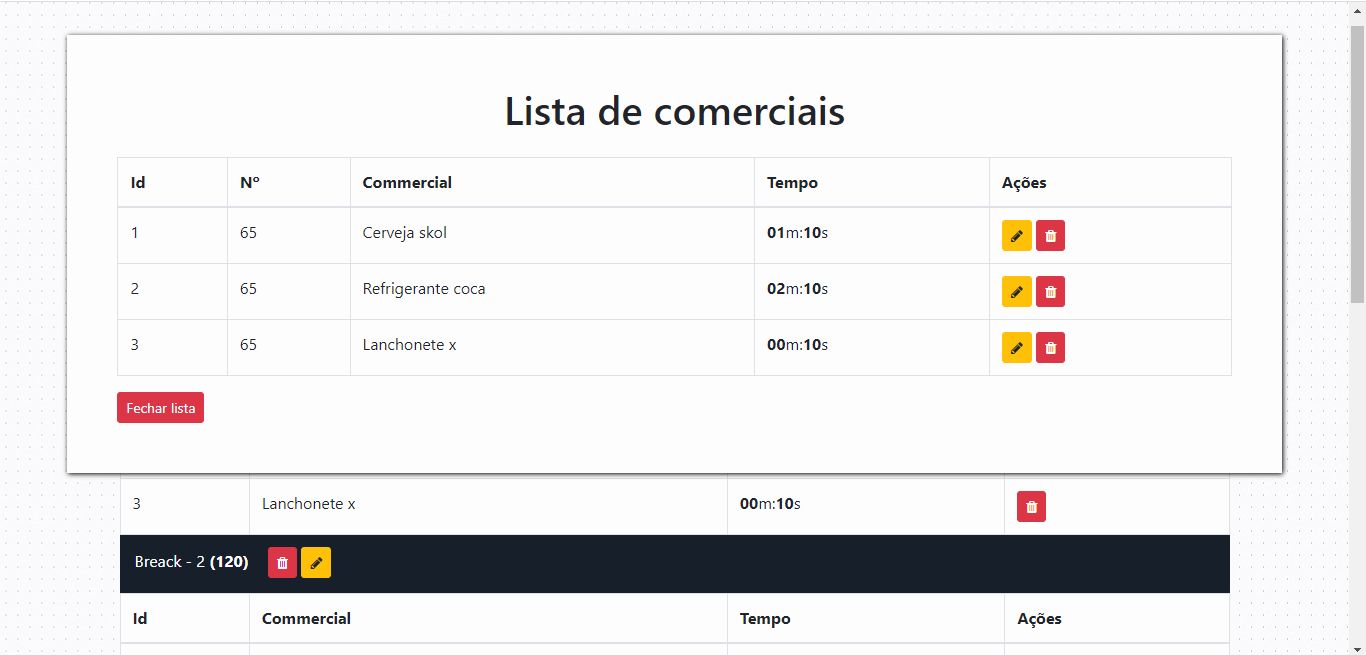 Lista de comerciais
Id Nº Commercial Tempo Ações
1 65 Cerveja skol 01m:10s
2 65 Refrigerante coca 02m:10s
3 65 Lanchonete x 00m:10s
Fechar lista
3 Lanchonete x 00m:10s
Breack - 2 (120)
Id Commercial Tempo Ações